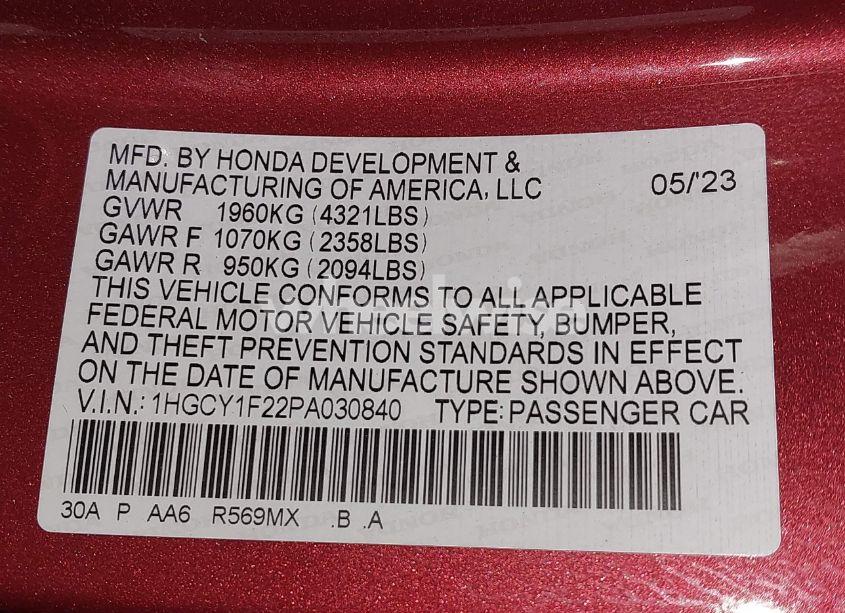 MFD. BY HONDA DEVELOPMENT &
MANUFACTURING OF AMERICA, LLC 05/'23
GVWR 1960KG (4321LBS)
GAWR F 1070KG (2358LBS)
GAWR R 950KG (2094LBS)
THIS VEHICLE CONFORMS TO ALL APPLICABLE
FEDERAL MOTOR VEHICLE SAFETY, BUMPER,
AND THEFT PREVENTION STANDARDS IN EFFECT
ON THE DATE OF MANUFACTURE SHOWN ABOVE.
V.I.N.: 1HGCY1F22PA030840 TYPE: PASSENGER CAR
30A P AA6 R569MX .B .A